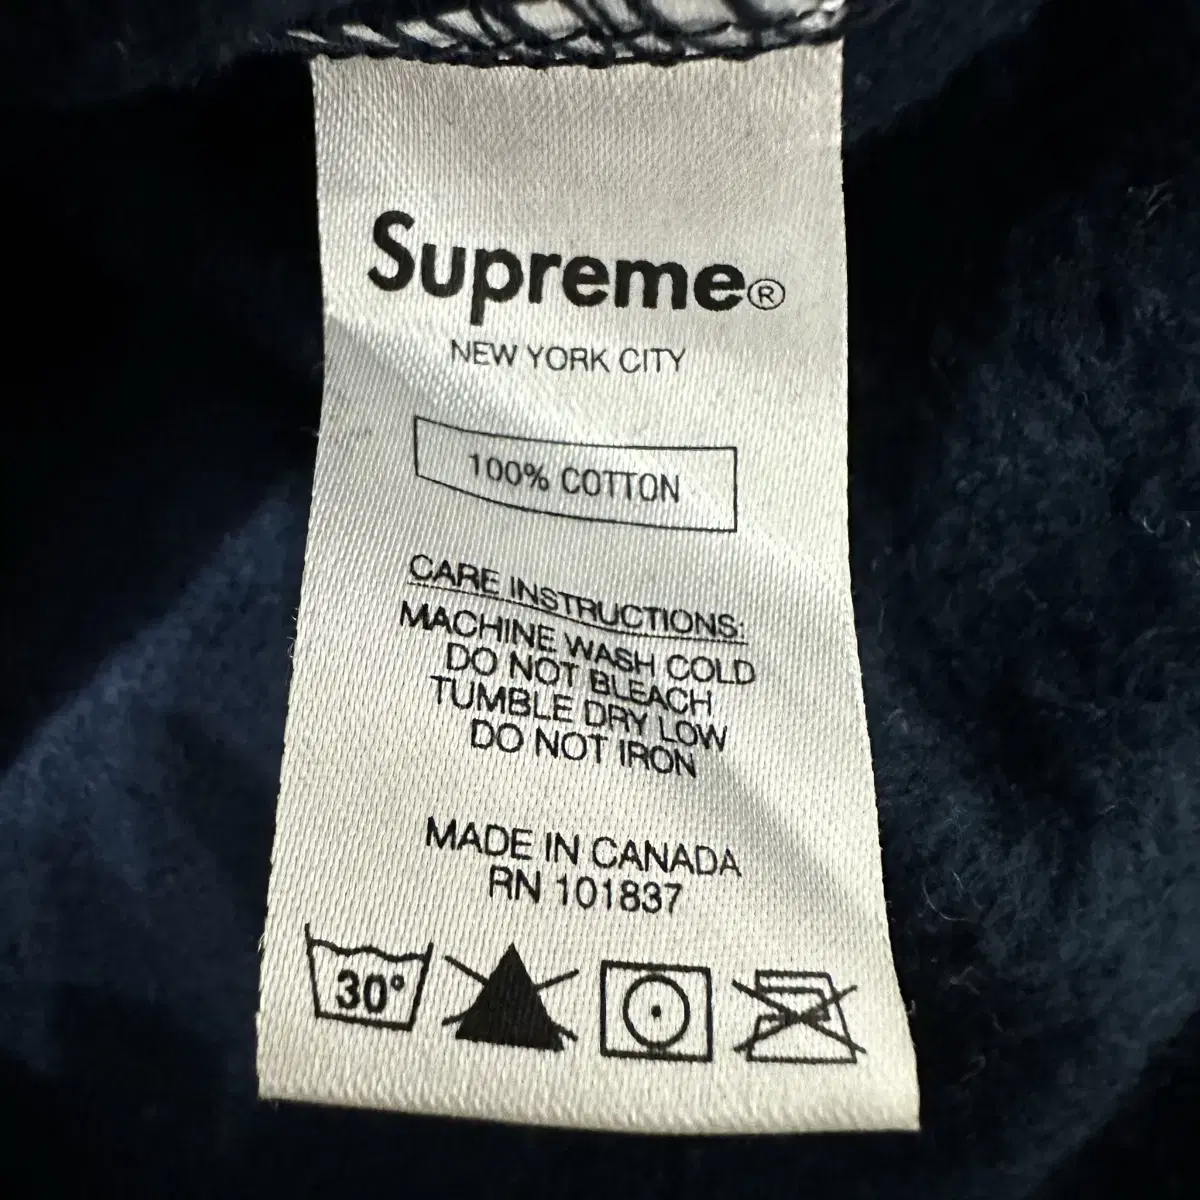 Supreme®
NEW YORK CITY
100% COTTON
CARE INSTRUCTIONS:
MACHINE WASH COLD
DO NOT BLEACH
TUMBLE DRY LOW
DO NOT IRON
MADE IN CANADA
RN 101837
30°